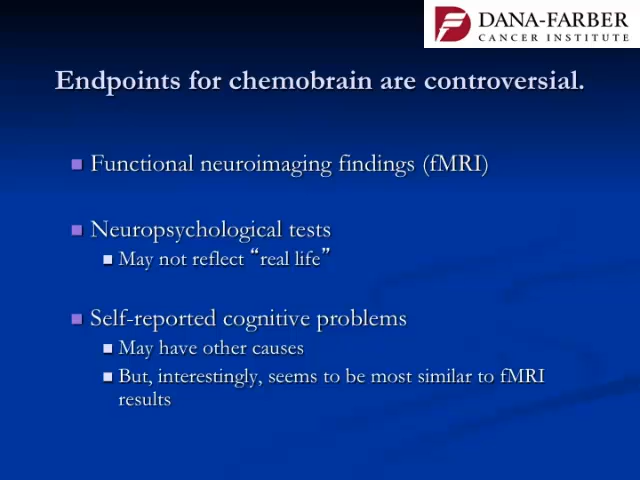 DANA-FARBER
CANCER INSTITUTE
Endpoints for chemobrain are controversial.
Functional neuroimaging findings (fMRI)
Neuropsychological tests
May not reflect “real life”
Self-reported cognitive problems
May have other causes
But, interestingly, seems to be most similar to fMRI
results